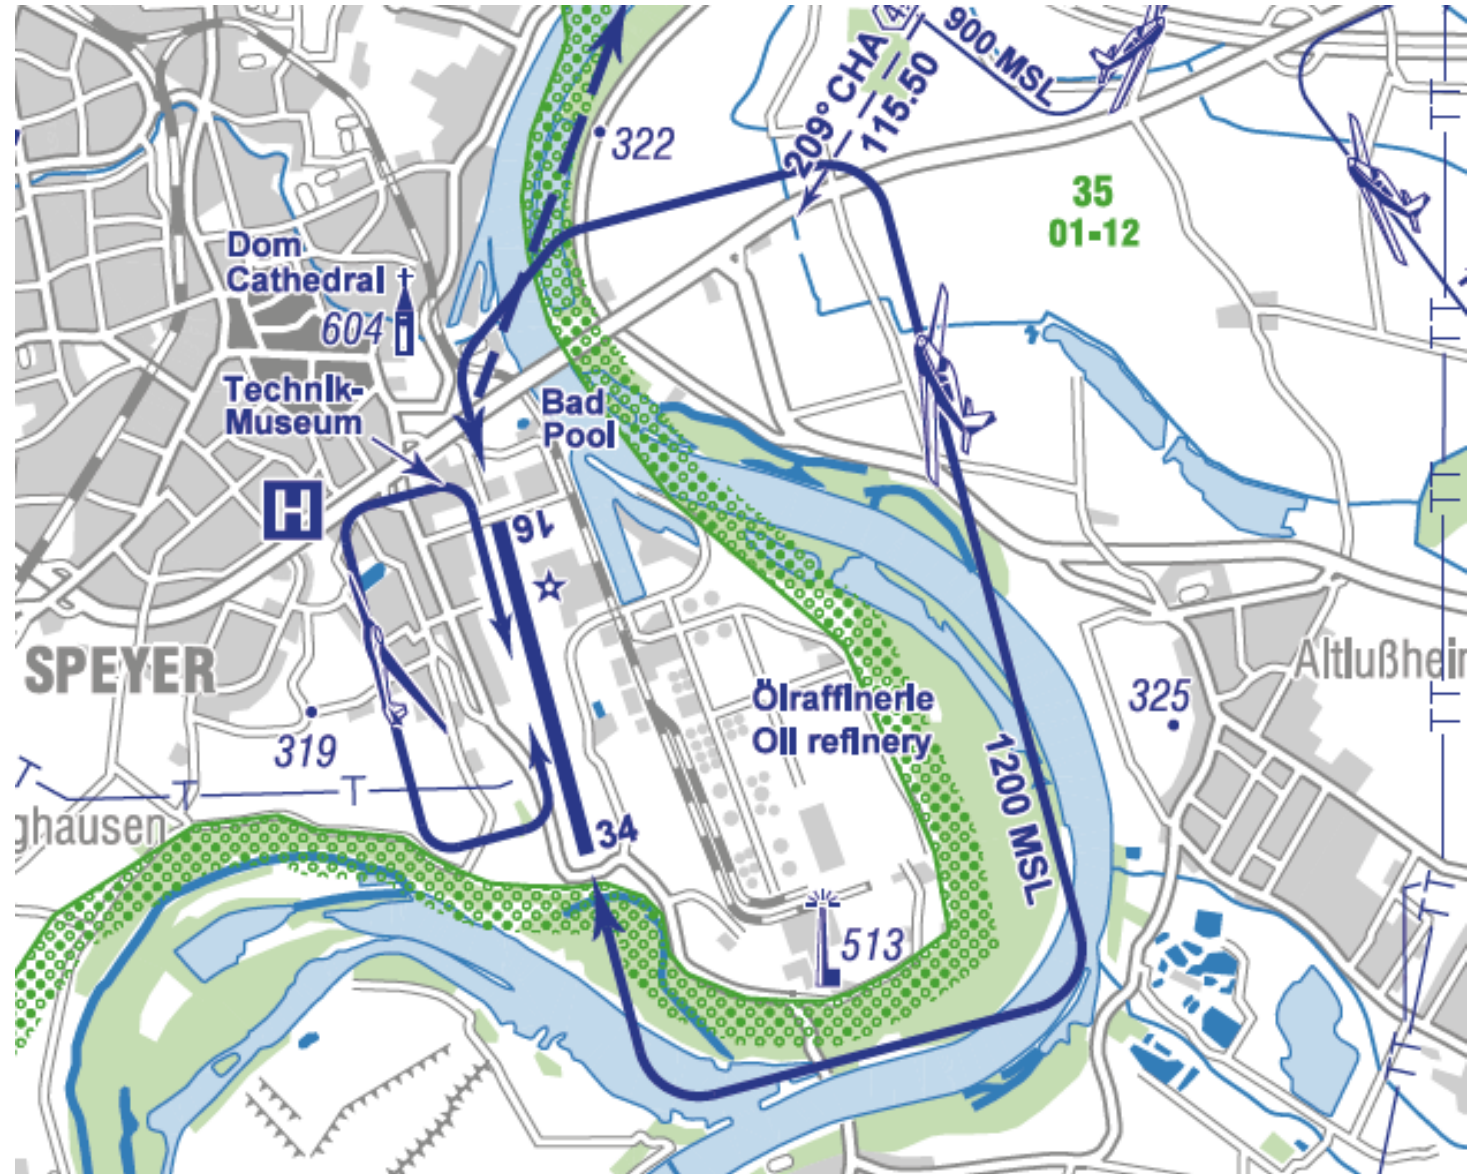 900 MSL
209° CHA
115.50
322
35
01-12
Dom
Cathedral
604
Technik-
Museum
Bad
Pool
H
16
SPEYER
Altlußhei
Ölraffinerie
Oil refinery
325
319
1200 MSL
ghausen
34
513